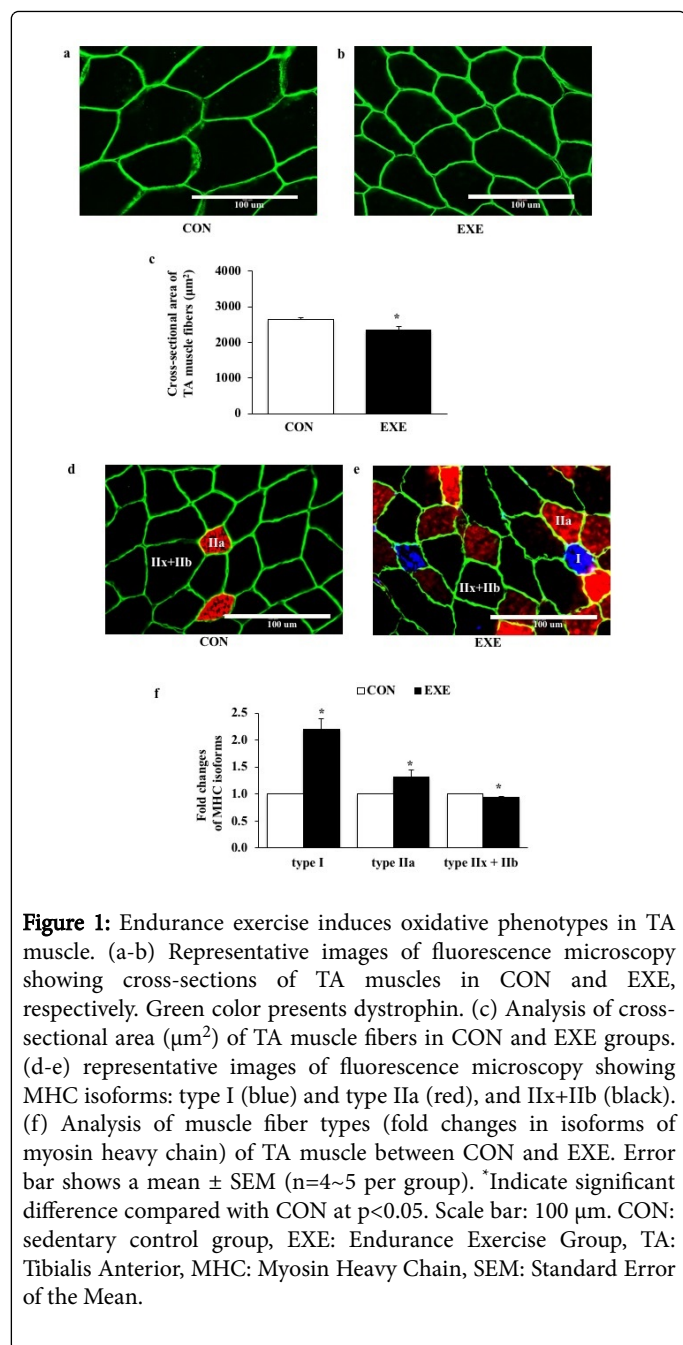 a
b
100 um
100 um
CON
EXE
c
Cross-sectional area of
TA muscle fibers (μm²)
4000
3000
2000
1000
0
*
CON
EXE
d
e
IIa
IIx+IIb
100 um
CON
IIa
I
IIx+IIb
100 um
EXE
f
CON EXE
Fold changes
of MHC isoforms
2.5
2.0
1.5
1.0
0.5
0.0
*
*
*
type I
type IIa
type IIx + IIb
Figure 1: Endurance exercise induces oxidative phenotypes in TA
muscle. (a-b) Representative images of fluorescence microscopy
showing cross-sections of TA muscles in CON and EXE,
respectively. Green color presents dystrophin. (c) Analysis of cross-
sectional area (μm²) of TA muscle fibers in CON and EXE groups.
(d-e) representative images of fluorescence microscopy showing
MHC isoforms: type I (blue) and type IIa (red), and IIx+IIb (black).
(f) Analysis of muscle fiber types (fold changes in isoforms of
myosin heavy chain) of TA muscle between CON and EXE. Error
bar shows a mean ± SEM (n=4~5 per group). *Indicate significant
difference compared with CON at p<0.05. Scale bar: 100 μm. CON:
sedentary control group, EXE: Endurance Exercise Group, TA:
Tibialis Anterior, MHC: Myosin Heavy Chain, SEM: Standard Error
of the Mean.